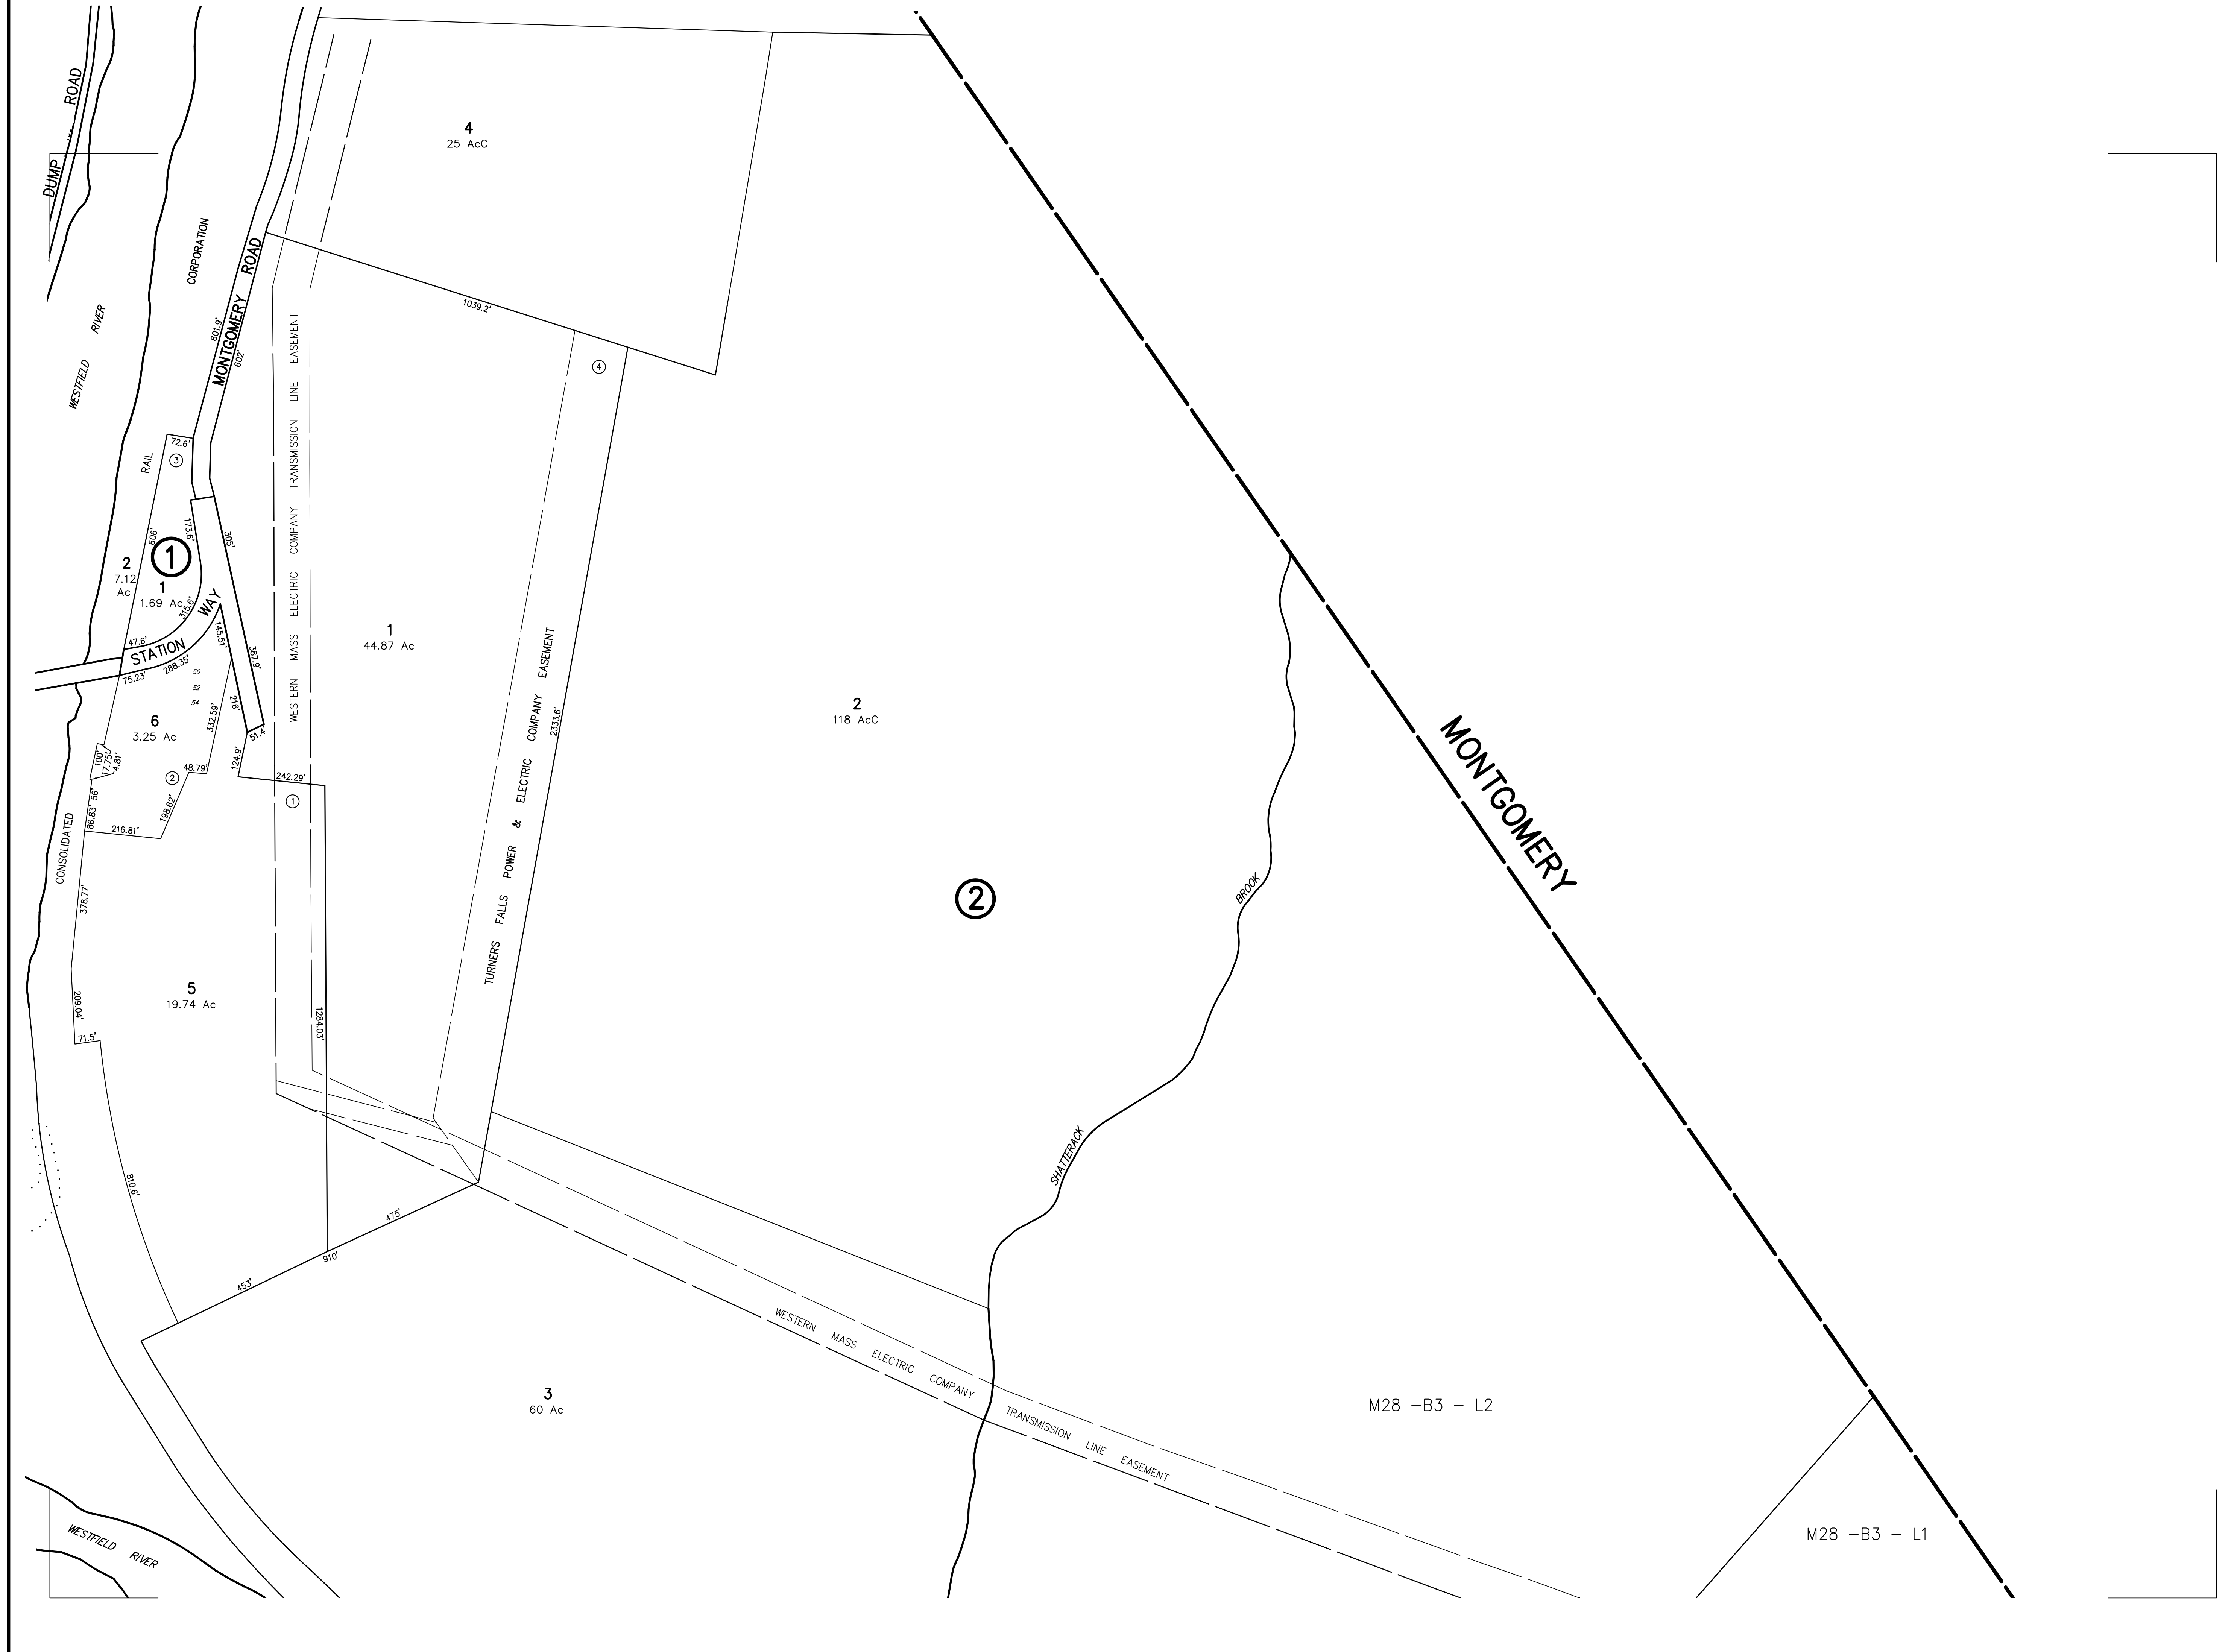 DUMP ROAD
4
25 AcC
CORPORATION
MONTGOMERY ROAD
601.9'
602'
WESTFIELD RIVER
1039.2'
4
72.6'
RAIL
3
WESTERN MASS ELECTRIC COMPANY TRANSMISSION LINE EASEMENT
606'
173.6'
305'
1
2
7.12
Ac
1
1.69 Ac
315.6'
STATION WAY
47.6'
145.51'
387.9'
1
44.87 Ac
75.23'
288.35'
50
52
54
216'
332.59'
51.4'
6
3.25 Ac
TURNERS FALLS POWER & ELECTRIC COMPANY EASEMENT
2333.6'
2
118 AcC
MONTGOMERY
100'
17.75'
4.81'
2
48.79'
124.9'
242.29'
1
56'
86.83'
198.62'
216.81'
CONSOLIDATED
378.77'
2
SHATTERACK BROOK
5
19.74 Ac
209.04'
71.5'
1284.03'
810.6'
475'
910'
453'
WESTERN MASS ELECTRIC COMPANY TRANSMISSION LINE EASEMENT
3
60 Ac
M28 -B3 - L2
M28 -B3 - L1
WESTFIELD RIVER